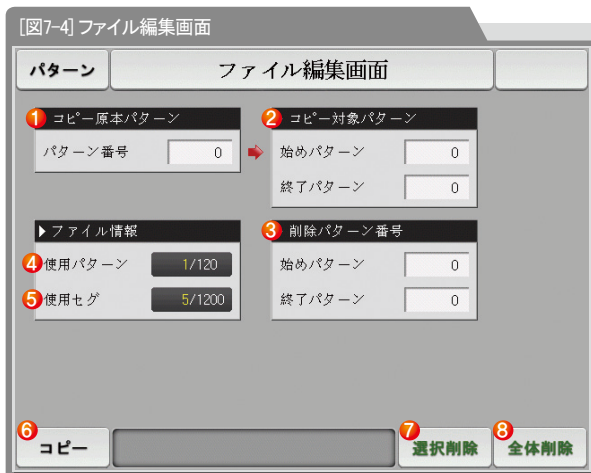 [図7-4] ファイル編集画面
パターン
ファイル編集画面
1 コピー原本パターン
パターン番号 0
2 コピー対象パターン
始めパターン 0
終了パターン 0
▶ファイル情報
4 使用パターン 1/120
5 使用セグ 5/1200
3 削除パターン番号
始めパターン 0
終了パターン 0
6 コピー
7 選択削除
8 全体削除